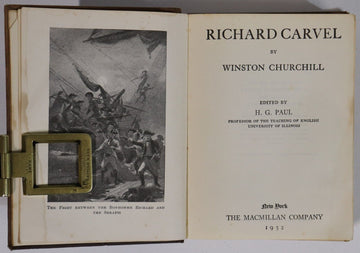 THE FIGHT BETWEEN THE BONHOMME RICHARD AND
THE SERAPIS
RICHARD CARVEL
BY
WINSTON CHURCHILL
EDITED BY
H. G. PAUL
PROFESSOR OF THE TEACHING OF ENGLISH
UNIVERSITY OF ILLINOIS
New York
THE MACMILLAN COMPANY
1932